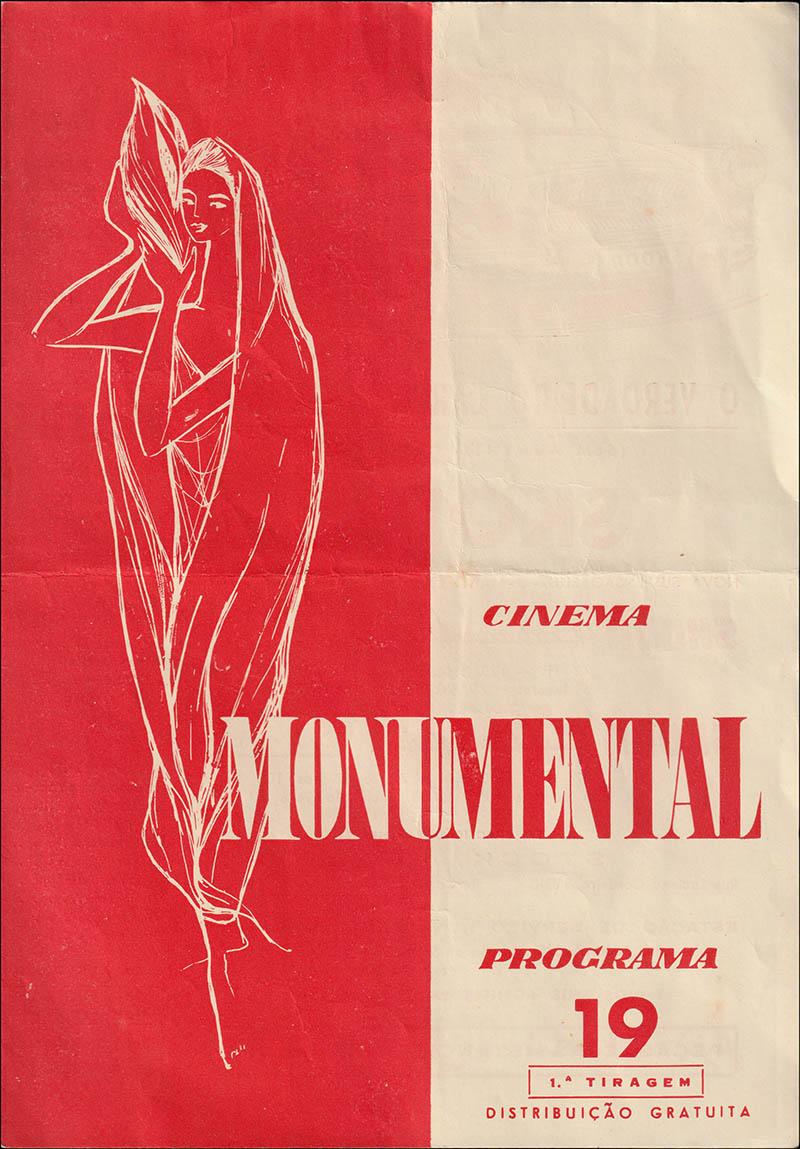 CINEMA
MONUMENTAL
PROGRAMA
19
1.ª TIRAGEM
DISTRIBUIÇÃO GRATUITA